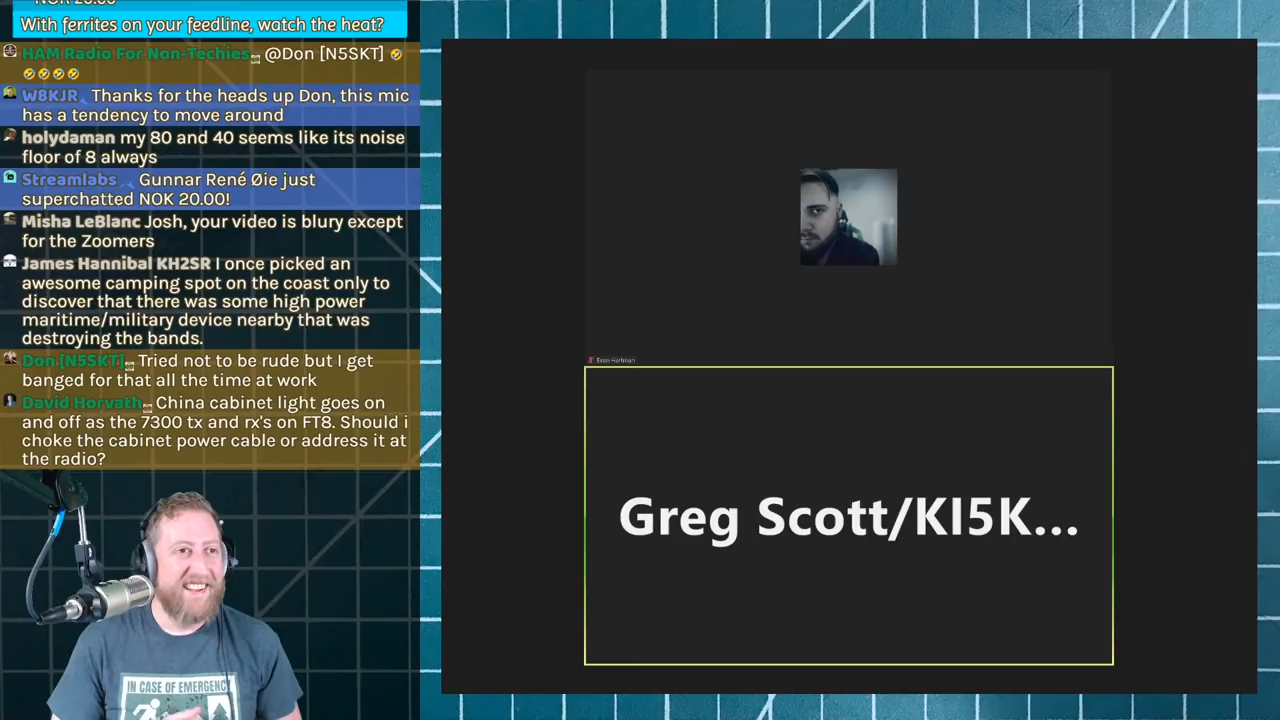 NOK 20.00
With ferrites on your feedline, watch the heat?
HAM Radio For Non-Techies @Don [N5SKT] 🤣
🤣🤣🤣🤣
W8KJR Thanks for the heads up Don, this mic
has a tendency to move around
holydaman my 80 and 40 seems like its noise
floor of 8 always
Streamlabs Gunnar René Øie just
superchatted NOK 20.00!
Misha LeBlanc Josh, your video is blury except
for the Zoomers
James Hannibal KH2SR I once picked an
awesome camping spot on the coast only to
discover that there was some high power
maritime/military device nearby that was
destroying the bands.
Don [N5SKT] Tried not to be rude but I get
banged for that all the time at work
David Horvath China cabinet light goes on
and off as the 7300 tx and rx's on FT8. Should i
choke the cabinet power cable or address it at
the radio?
Evan Hartman
Greg Scott/KI5K...
IN CASE OF EMERGENCY